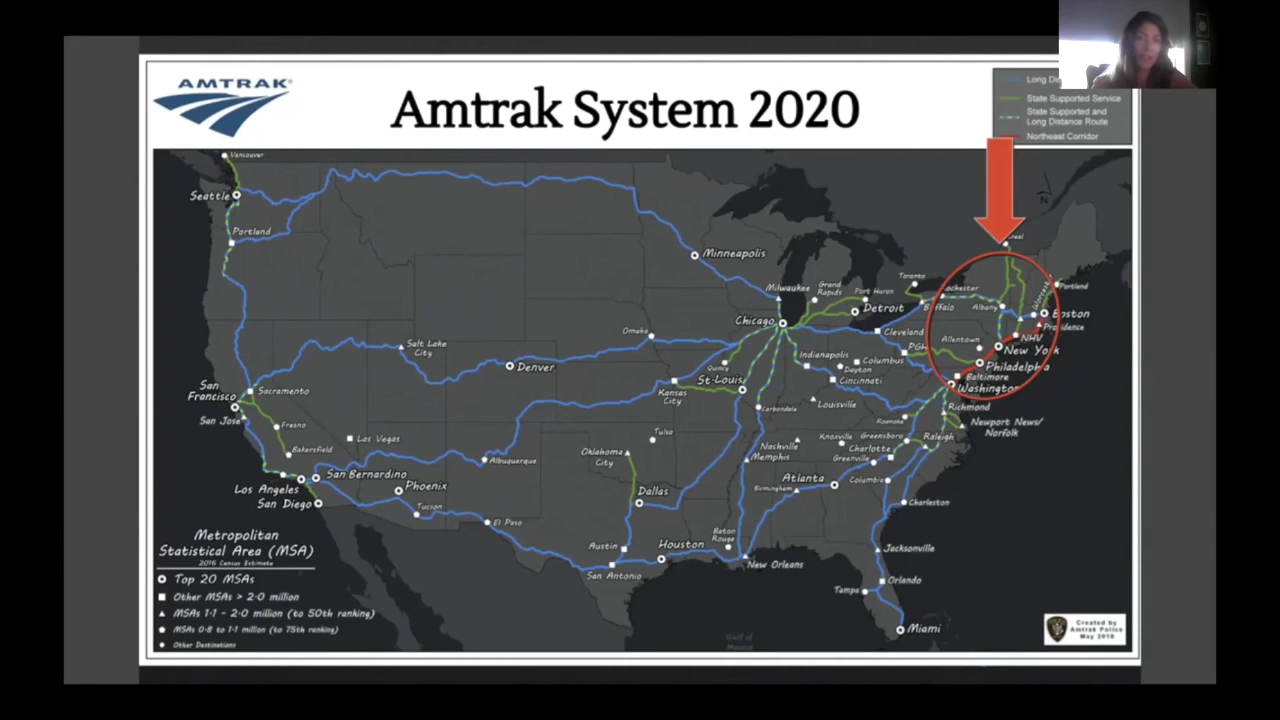 AMTRAK
Amtrak System 2020
State Supported Service
State Supported and
Long Distance Route
Northeast Corridor
Vancouver
Seattle
Portland
Minneapolis
Milwaukee
Grand
Rapids
Port Huron
Toronto
Detroit
Chicago
Buffalo
Albany
Portland
Boston
Providence
Cleveland
Allentown
NHV
New York
Omaha
Salt Lake
City
Denver
Indianapolis
Columbus
PGH
Philadelphia
Baltimore
Washington
Dayton
Cincinnati
Quincy
St-Louis
Kansas
City
San
Francisco
Sacramento
San Jose
Carbondale
Louisville
Richmond
Newport News/
Norfolk
Roanoke
Fresno
Las Vegas
Bakersfield
Tulsa
Oklahoma
City
Nashville
Memphis
Knoxville
Greensboro
Raleigh
Charlotte
Greenville
Albuquerque
San Bernardino
Los Angeles
Phoenix
San Diego
Tucson
Dallas
Birmingham
Atlanta
Columbia
Charleston
El Paso
Austin
Houston
Baton
Rouge
New Orleans
San Antonio
Jacksonville
Orlando
Tampa
Miami
Gulf of
Mexico
N
Metropolitan
Statistical Area (MSA)
2016 Census Estimate
Top 20 MSAs
Other MSAs > 2.0 million
MSAs 1.1 - 2.0 million (to 50th ranking)
MSAs 0.8 to 1.1 million (to 75th ranking)
Other Destinations
Created by
Amtrak Police
May 2018